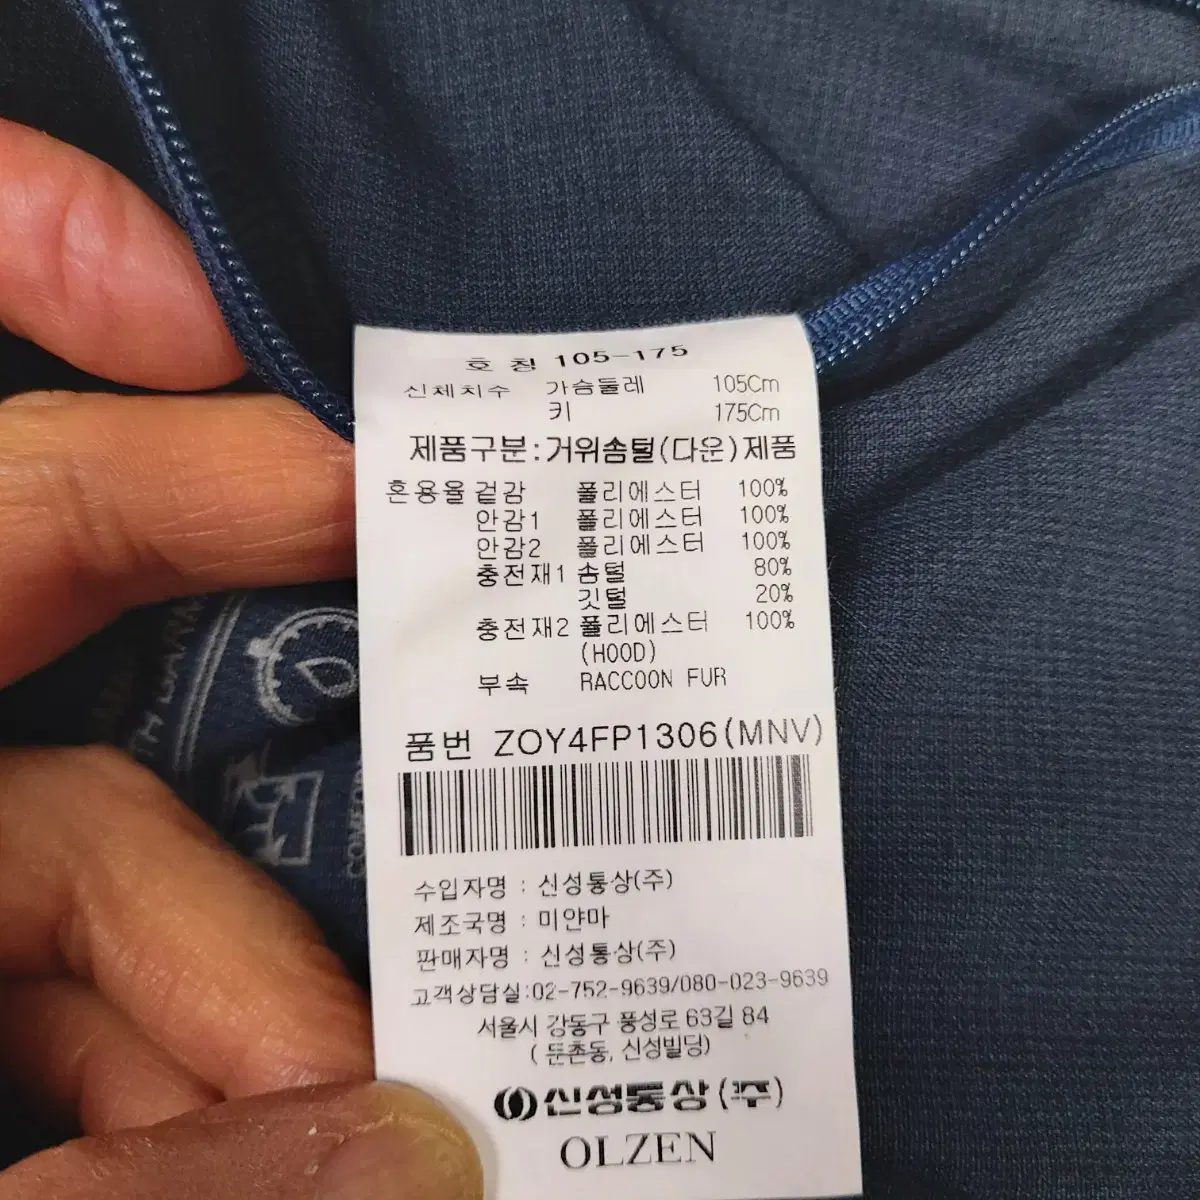 호 칭 105-175
신체치수 가슴둘레 105Cm
키 175Cm
제품구분:거위솜털(다운)제품
혼용율 겉감 폴리에스터 100%
안감1 폴리에스터 100%
안감2 폴리에스터 100%
충전재1 솜털 80%
깃털 20%
충전재2 폴리에스터 100%
(HOOD)
부속 RACCOON FUR
품번 ZOY4FP1306(MNV)
수입자명 : 신성통상(주)
제조국명 : 미얀마
판매자명 : 신성통상(주)
고객상담실:02-752-9639/080-023-9639
서울시 강동구 풍성로 63길 84
(둔촌동, 신성빌딩)
신성통상(주)
OLZEN